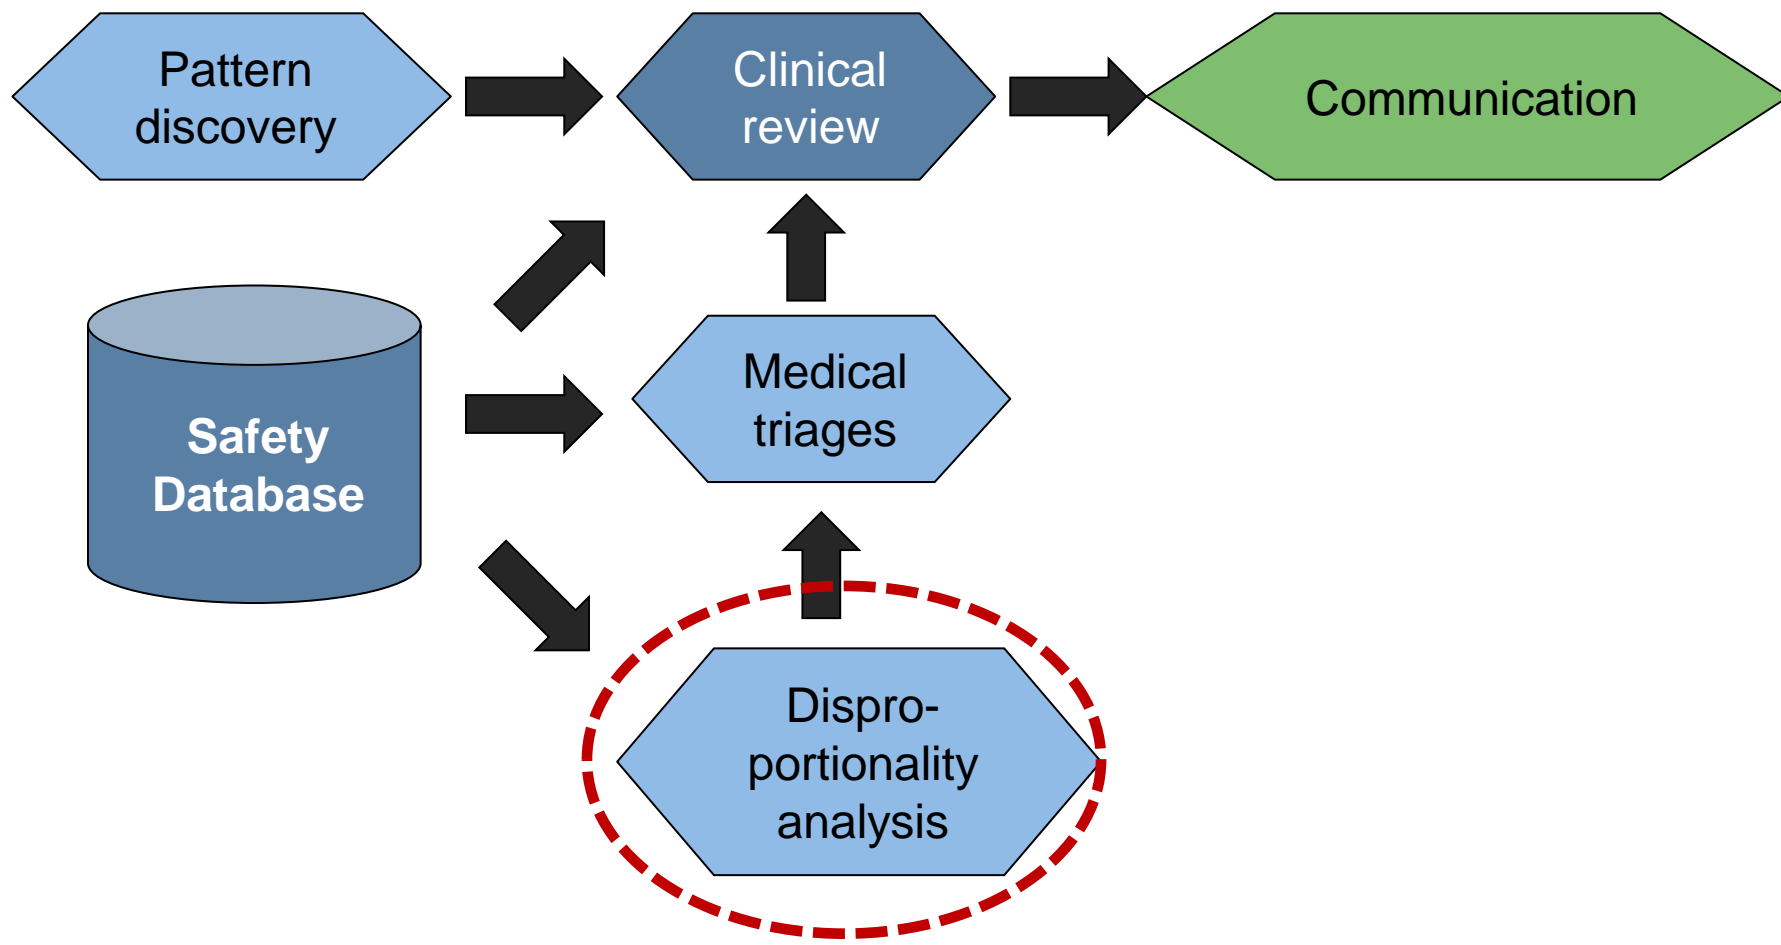 Pattern
discovery
Clinical
review
Communication
Safety
Database
Medical
triages
Dispro-
portionality
analysis